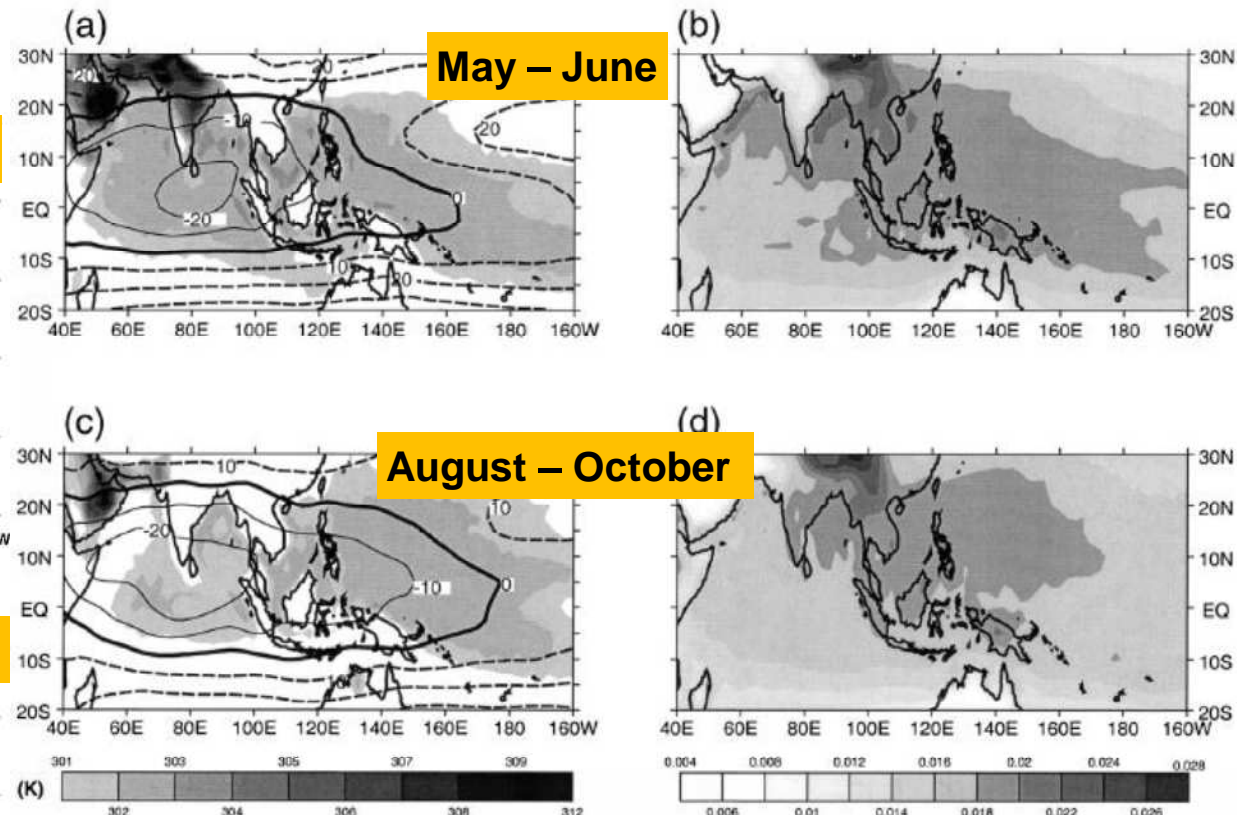 (a)
May – June
(b)
30N
20N
10N
EQ
10S
20S
20
20
-10
-20
0
10
20
30N
20N
10N
EQ
10S
20S
40E 60E 80E 100E 120E 140E 160E 180 160W
40E 60E 80E 100E 120E 140E 160E 180 160W
(c)
August – October
(d)
30N
20N
10N
EQ
10S
20S
10
-20
10
-10
0
30N
20N
10N
EQ
10S
20S
40E 60E 80E 100E 120E 140E 160E 180 160W
40E 60E 80E 100E 120E 140E 160E 180 160W
301 303 305 307 309
(K)
302 304 306 308 312
0.004 0.008 0.012 0.016 0.02 0.024 0.028
0.006 0.01 0.014 0.018 0.022 0.026